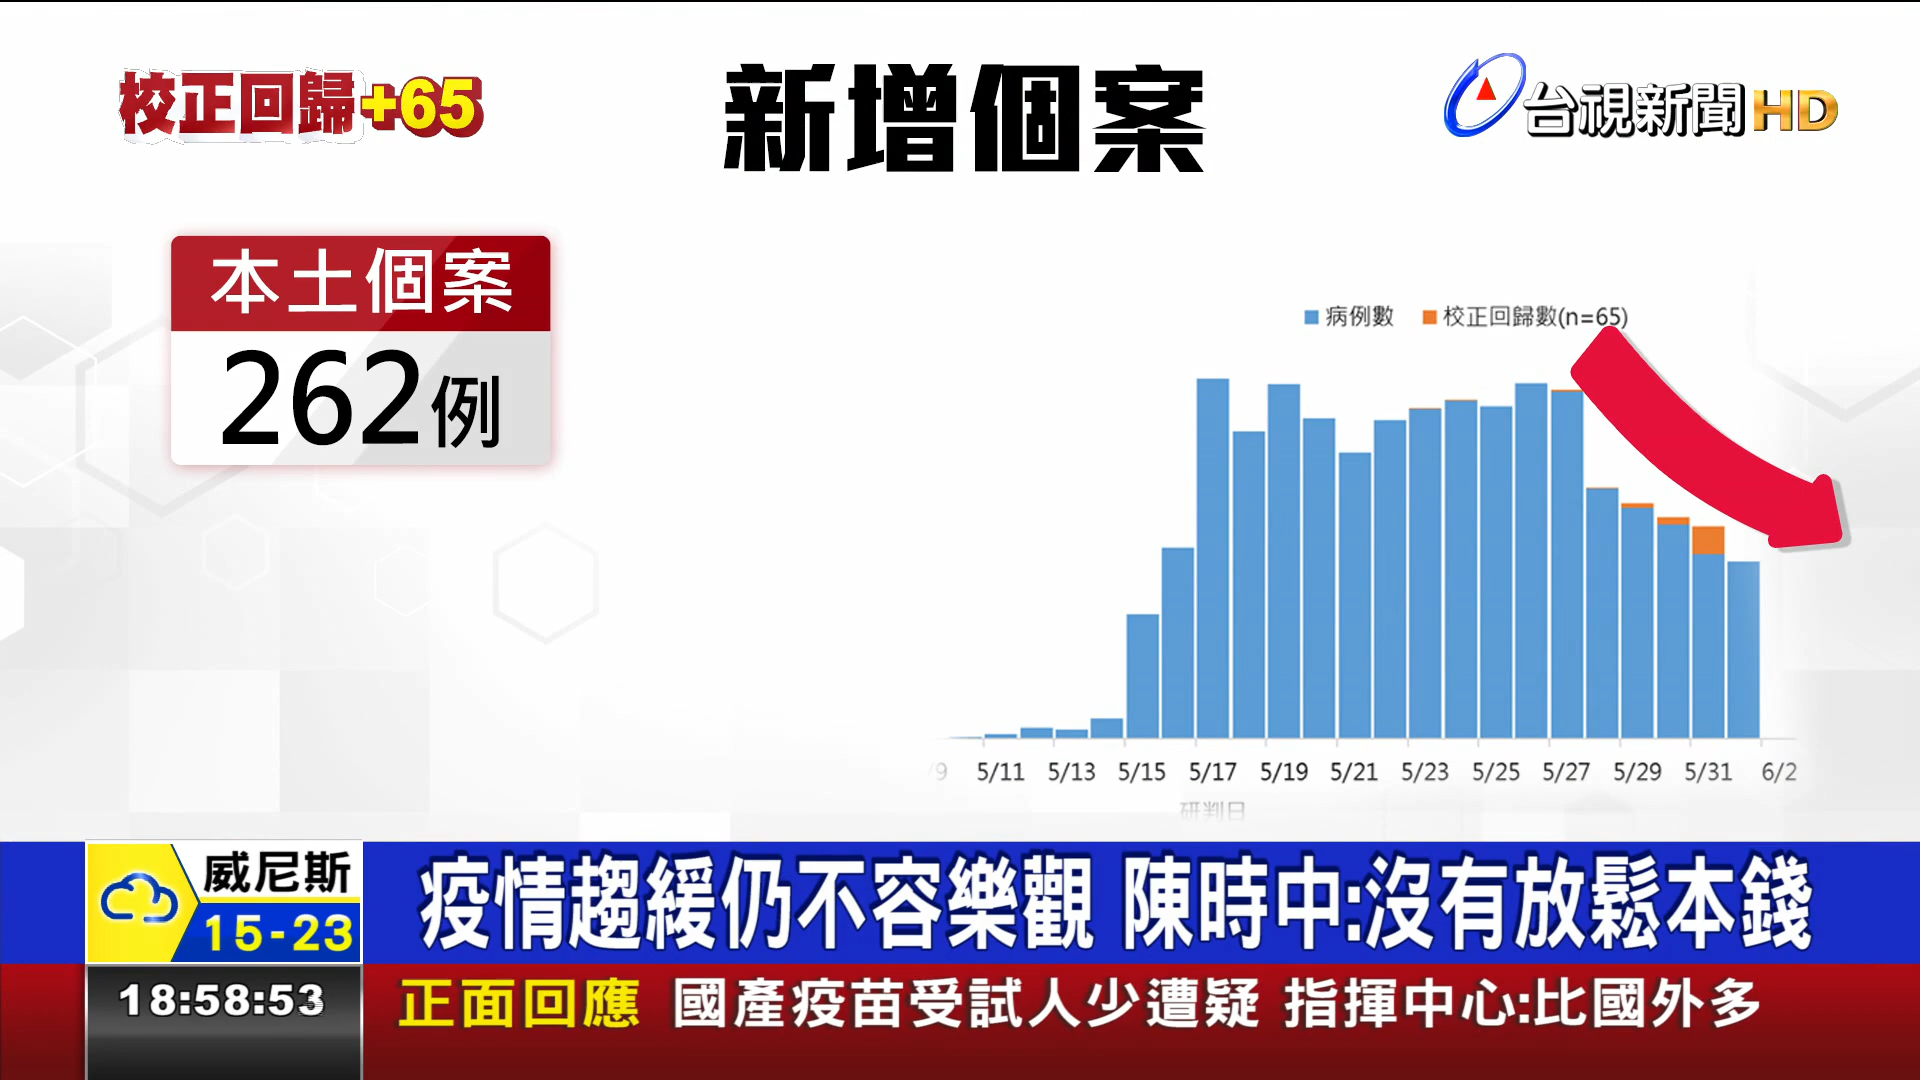 校正回歸+65
新增個案
台視新聞HD
本土個案
262例
病例數 校正回歸數(n=65)
/9 5/11 5/13 5/15 5/17 5/19 5/21 5/23 5/25 5/27 5/29 5/31 6/2
研判日
威尼斯
15-23
疫情趨緩仍不容樂觀 陳時中:沒有放鬆本錢
18:58:53
正面回應 國產疫苗受試人少遭疑 指揮中心:比國外多